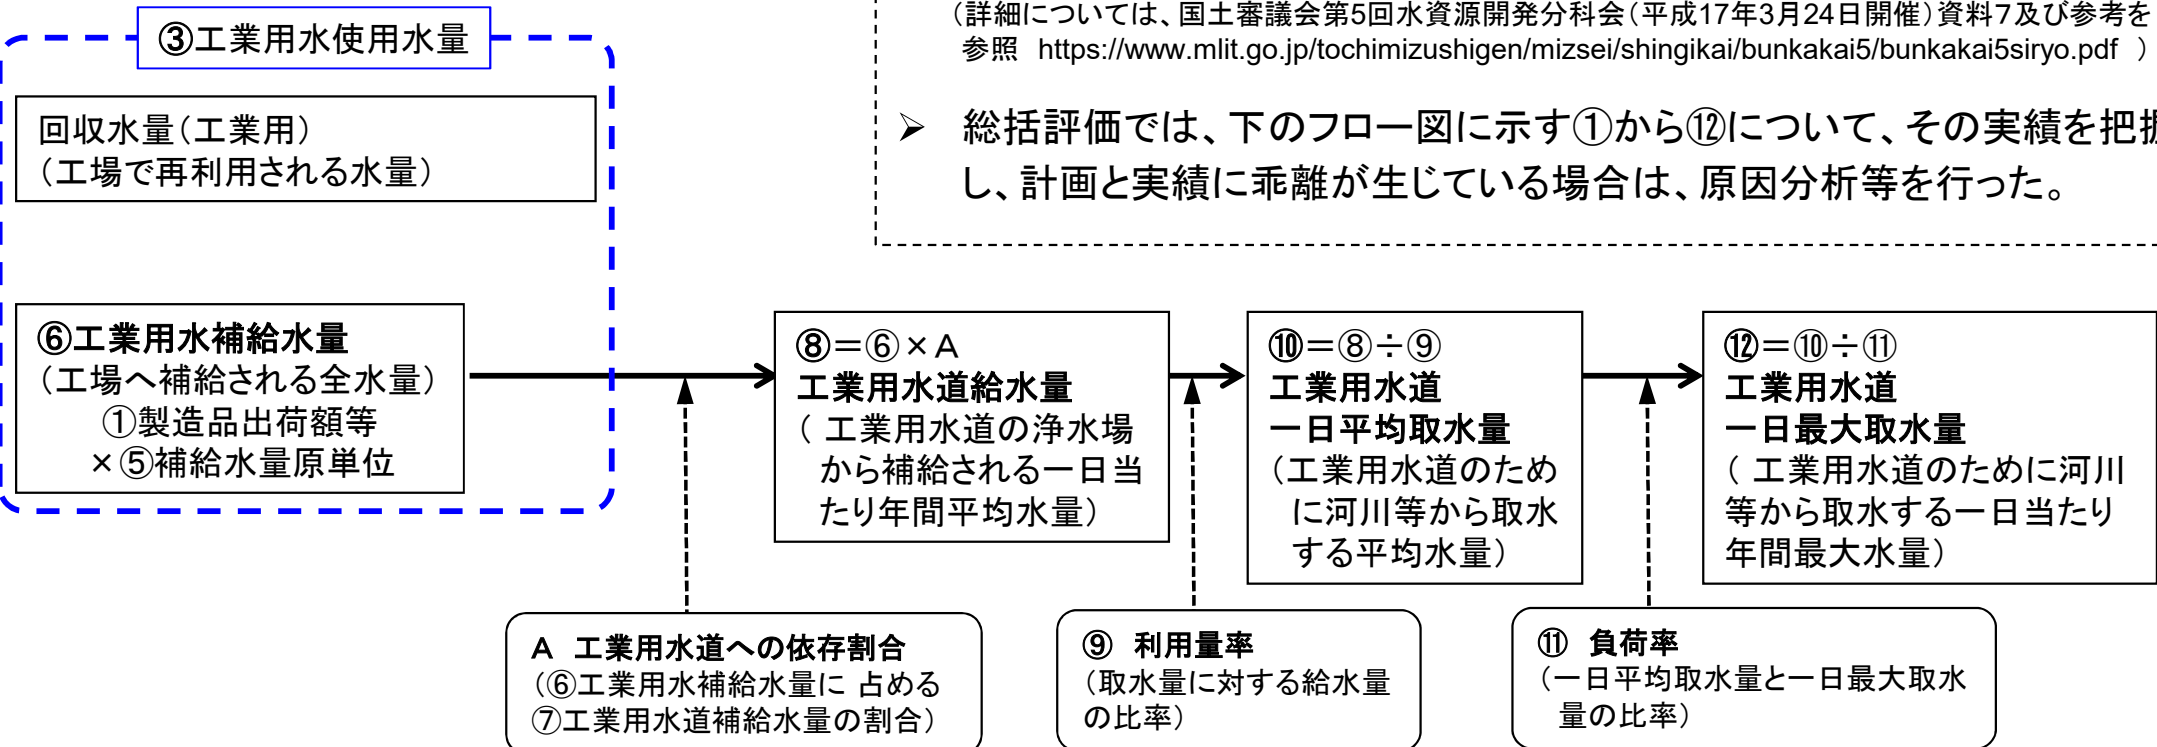 ③工業用水使用水量
回収水量（工業用）
（工場で再利用される水量）
（詳細については、国土審議会第5回水資源開発分科会（平成17年3月24日開催）資料7及び参考を
参照　https://www.mlit.go.jp/tochimizushigen/mizsei/shingikai/bunkakai5/bunkakai5siryo.pdf　）
➢　総括評価では、下のフロー図に示す①から⑫について、その実績を把握
し、計画と実績に乖離が生じている場合は、原因分析等を行った。
⑥工業用水補給水量
（工場へ補給される全水量）
①製造品出荷額等
×⑤補給水量原単位
⑧＝⑥×A
工業用水道給水量
（ 工業用水道の浄水場
から補給される一日当
たり年間平均水量）
⑩＝⑧÷⑨
工業用水道
一日平均取水量
（工業用水道のため
に河川等から取水
する平均水量）
⑫＝⑩÷⑪
工業用水道
一日最大取水量
（ 工業用水道のために河川
等から取水する一日当たり
年間最大水量）
A　工業用水道への依存割合
（⑥工業用水補給水量に 占める
⑦工業用水道補給水量の割合）
⑨　利用量率
（取水量に対する給水量
の比率）
⑪　負荷率
（一日平均取水量と一日最大取水
量の比率）